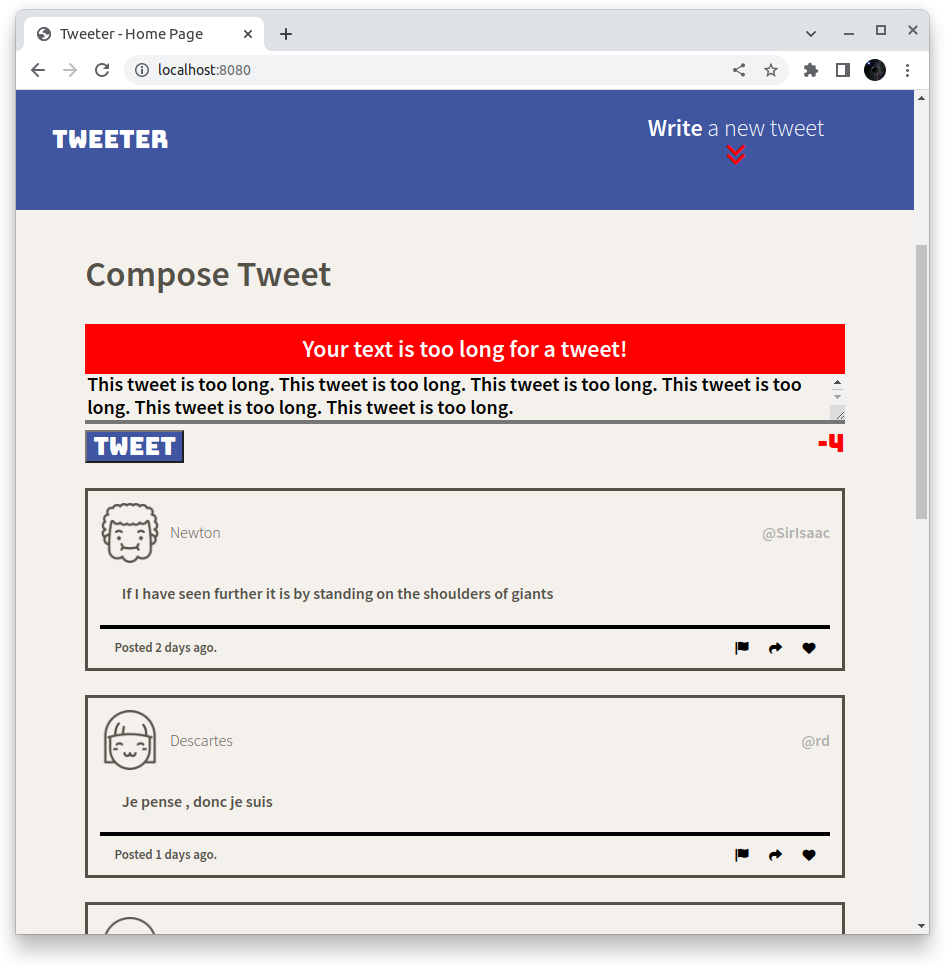 Tweeter - Home Page
localhost:8080
TWEETER
Write a new tweet
Compose Tweet
Your text is too long for a tweet!
This tweet is too long. This tweet is too long. This tweet is too long. This tweet is too
long. This tweet is too long. This tweet is too long.
TWEET
-4
Newton
@SirIsaac
If I have seen further it is by standing on the shoulders of giants
Posted 2 days ago.
Descartes
@rd
Je pense , donc je suis
Posted 1 days ago.